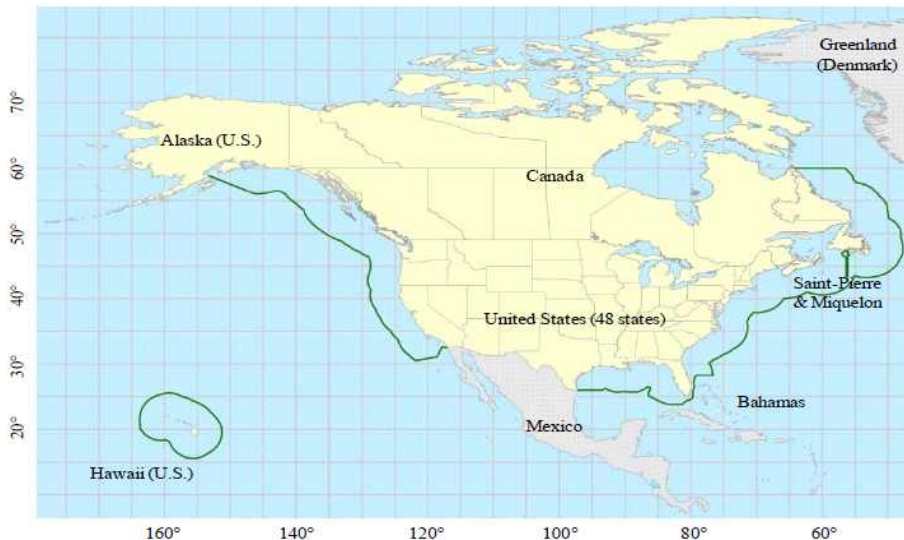 Greenland
(Denmark)
70°
Alaska (U.S.)
60°
Canada
50°
Saint-Pierre
& Miquelon
40°
United States (48 states)
30°
Bahamas
Mexico
20°
Hawaii (U.S.)
160°
140°
120°
100°
80°
60°